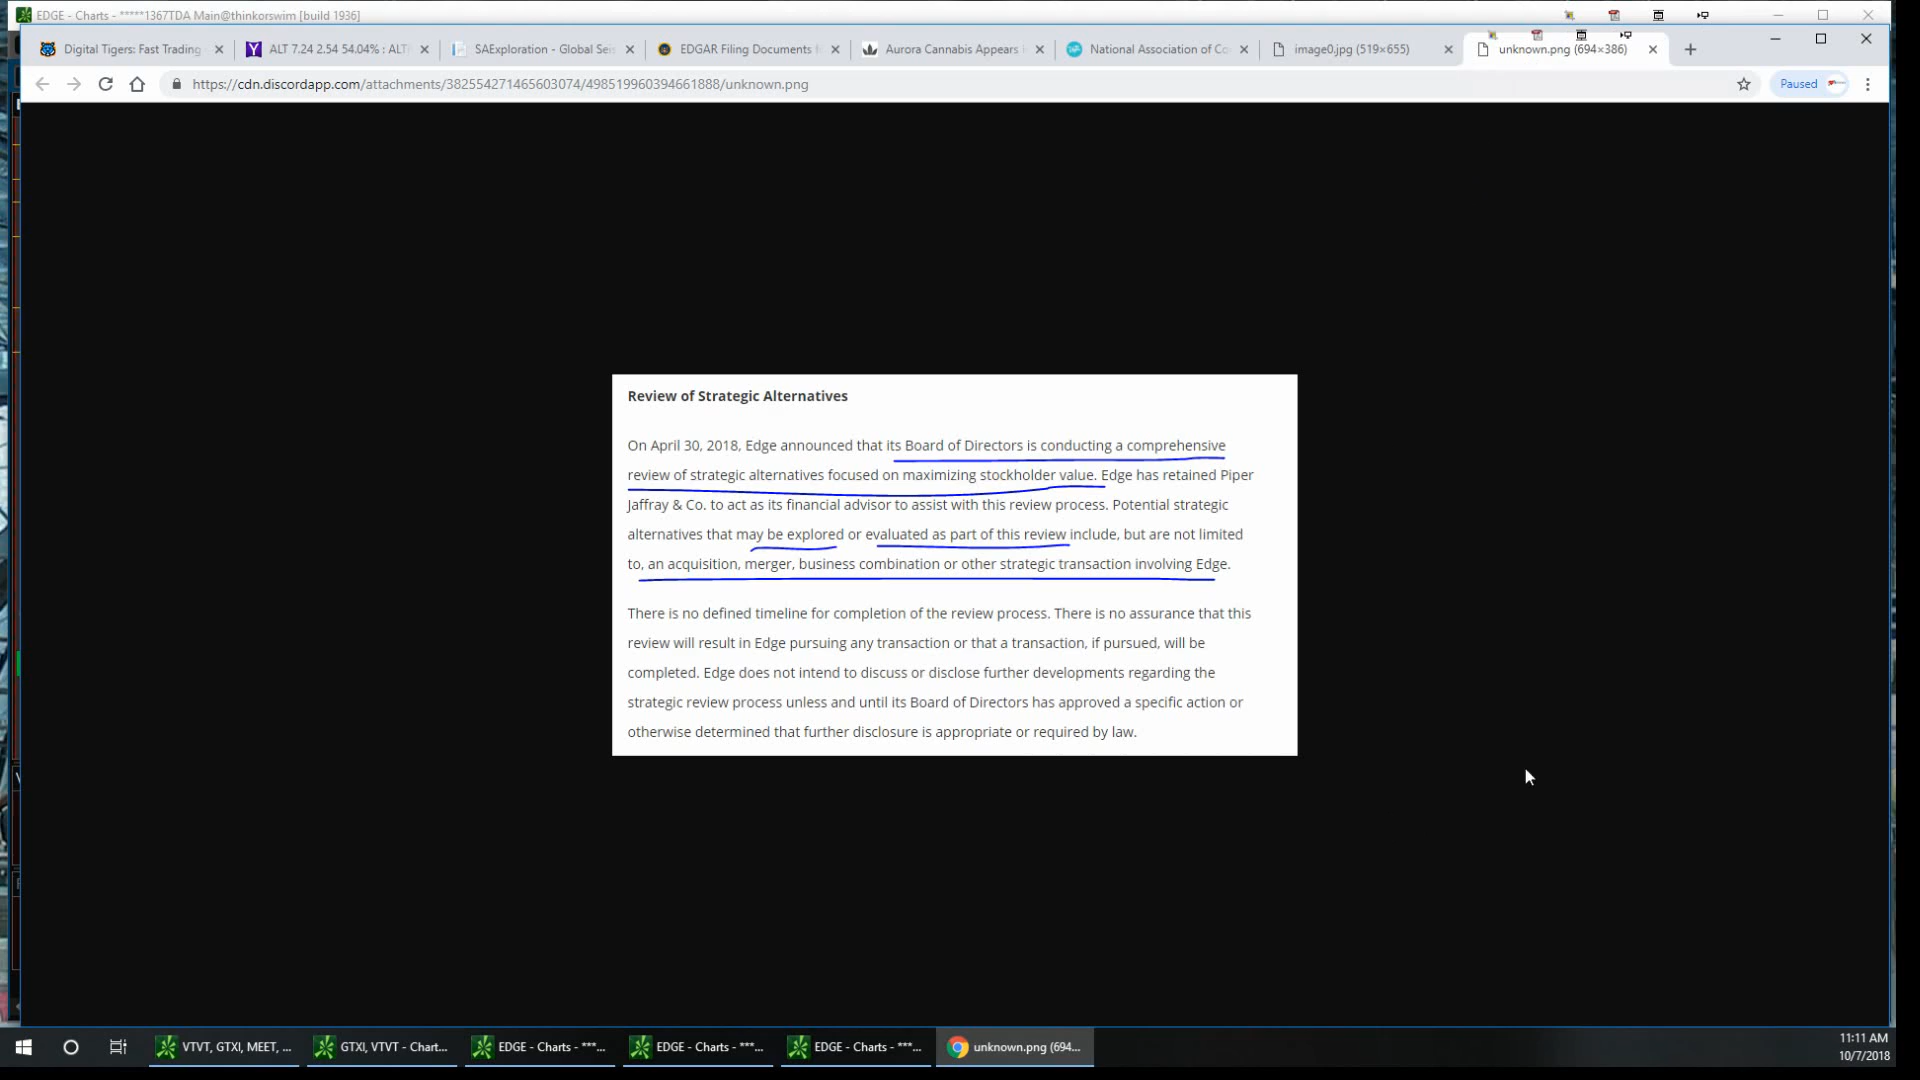 EDGE - Charts - *****1367TDA Main@thinkorswim [build 1936]
Digital Tigers: Fast Trading
ALT 7.24 2.54 54.04% : ALTI
SAExploration - Global Sei
EDGAR Filing Documents f
Aurora Cannabis Appears
National Association of Co
image0.jpg (519×655)
unknown.png (694×386)
https://cdn.discordapp.com/attachments/382554271465603074/498519960394661888/unknown.png
Paused
Review of Strategic Alternatives
On April 30, 2018, Edge announced that its Board of Directors is conducting a comprehensive
review of strategic alternatives focused on maximizing stockholder value. Edge has retained Piper
Jaffray & Co. to act as its financial advisor to assist with this review process. Potential strategic
alternatives that may be explored or evaluated as part of this review include, but are not limited
to, an acquisition, merger, business combination or other strategic transaction involving Edge.
There is no defined timeline for completion of the review process. There is no assurance that this
review will result in Edge pursuing any transaction or that a transaction, if pursued, will be
completed. Edge does not intend to discuss or disclose further developments regarding the
strategic review process unless and until its Board of Directors has approved a specific action or
otherwise determined that further disclosure is appropriate or required by law.
VTVT, GTXI, MEET, ...
GTXI, VTVT - Chart...
EDGE - Charts - ***...
EDGE - Charts - ***...
EDGE - Charts - ***...
unknown.png (694...
11:11 AM
10/7/2018